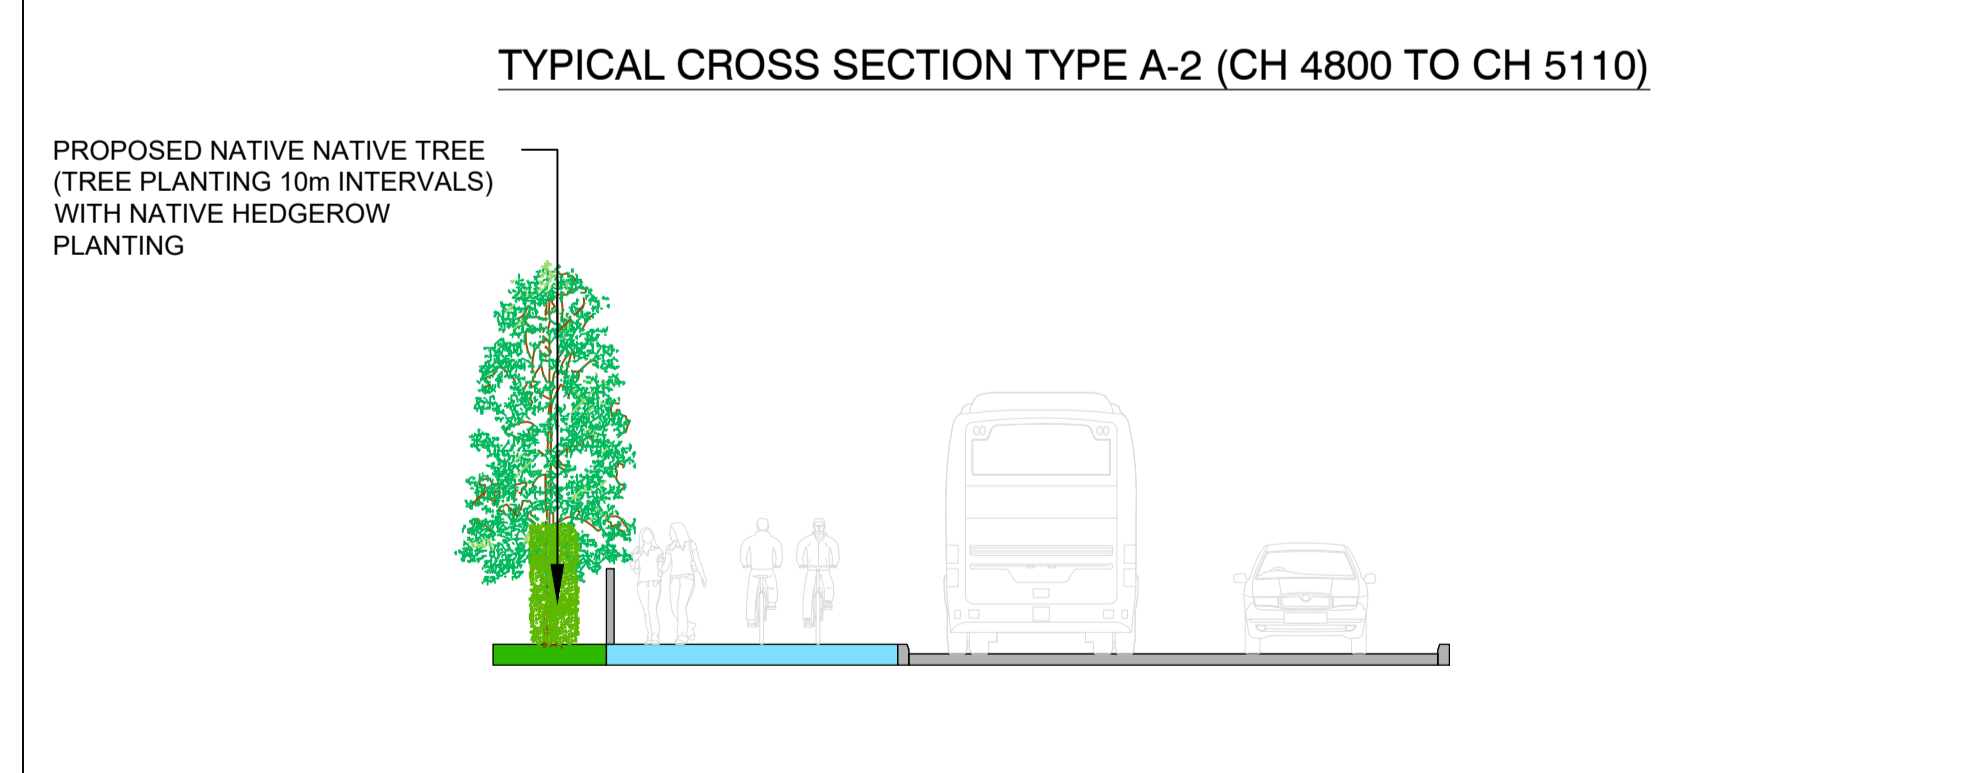 TYPICAL CROSS SECTION TYPE A-2 (CH 4800 TO CH 5110)
PROPOSED NATIVE NATIVE TREE
(TREE PLANTING 10m INTERVALS)
WITH NATIVE HEDGEROW
PLANTING